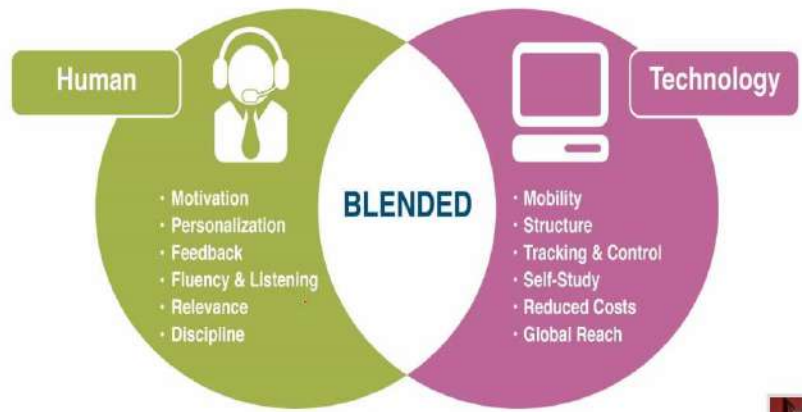 Human
Technology
BLENDED
· Motivation
· Personalization
· Feedback
· Fluency & Listening
· Relevance
· Discipline
· Mobility
· Structure
· Tracking & Control
· Self-Study
· Reduced Costs
· Global Reach